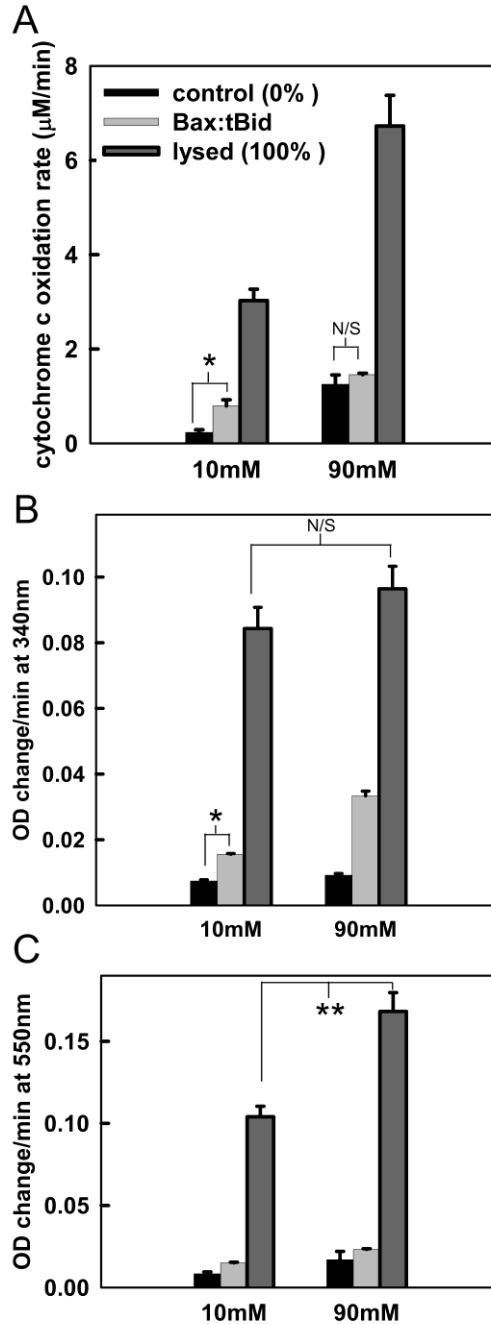 A
cytochrome c oxidation rate (µM/min)
8
6
4
2
0
control (0% )
Bax:tBid
lysed (100% )
*
N/S
10mM
90mM
B
OD change/min at 340nm
0.10
0.08
0.06
0.04
0.02
0.00
N/S
*
10mM
90mM
C
OD change/min at 550nm
0.15
0.10
0.05
0.00
**
10mM
90mM